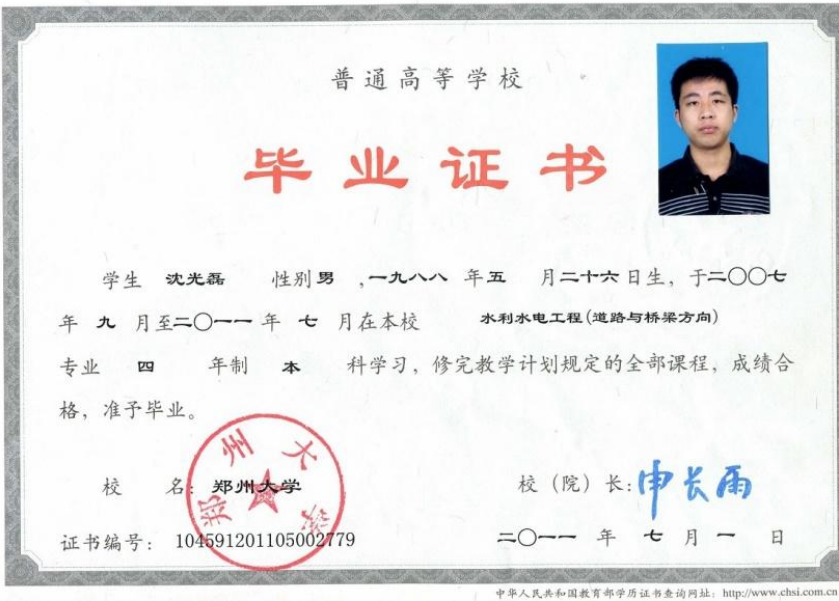 普通高等学校
毕业证书
学生 沈光磊 性别 男 ,一九八八 年 五 月 二十六 日生，于二〇〇七
年 九 月至二〇一一 年 七 月在本校 水利水电工程(道路与桥梁方向)
专业 四 年制 本 科学习，修完教学计划规定的全部课程，成绩合
格，准予毕业。
郑州大学
校 名: 郑州大学
校（院）长: 申长雨
证书编号: 104591201105002779
二〇一一 年 七 月 一 日
中华人民共和国教育部学历证书查询网址: http://www.chsi.com.cn